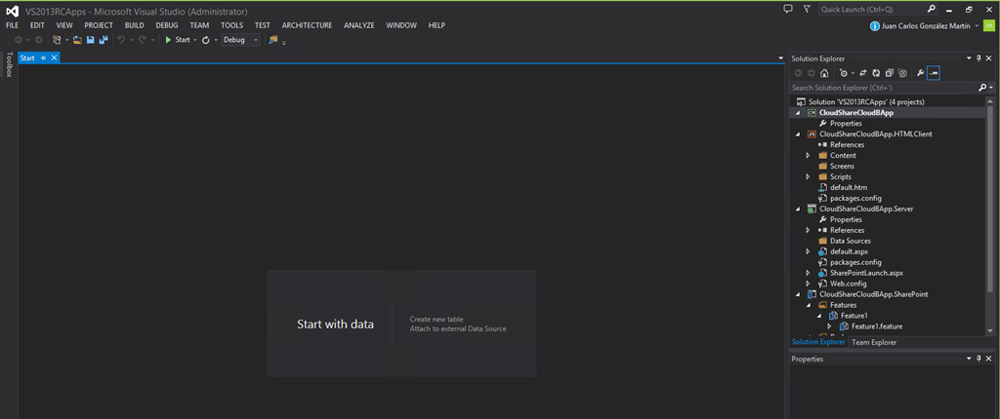 VS2013RCApps - Microsoft Visual Studio (Administrator)
Quick Launch (Ctrl+Q)
FILE EDIT VIEW PROJECT BUILD DEBUG TEAM TOOLS TEST ARCHITECTURE ANALYZE WINDOW HELP
Juan Carlos González Martín
JM
Start
Debug
Toolbox
Start
Start with data
Create new table
Attach to external Data Source
Solution Explorer
Search Solution Explorer (Ctrl+´)
Solution 'VS2013RCApps' (4 projects)
CloudShareCloudBApp
Properties
CloudShareCloudBApp.HTMLClient
References
Content
Screens
Scripts
default.htm
packages.config
CloudShareCloudBApp.Server
Properties
References
Data Sources
default.aspx
packages.config
SharePointLaunch.aspx
Web.config
CloudShareCloudBApp.SharePoint
Features
Feature1
Feature1.feature
Solution Explorer Team Explorer
Properties